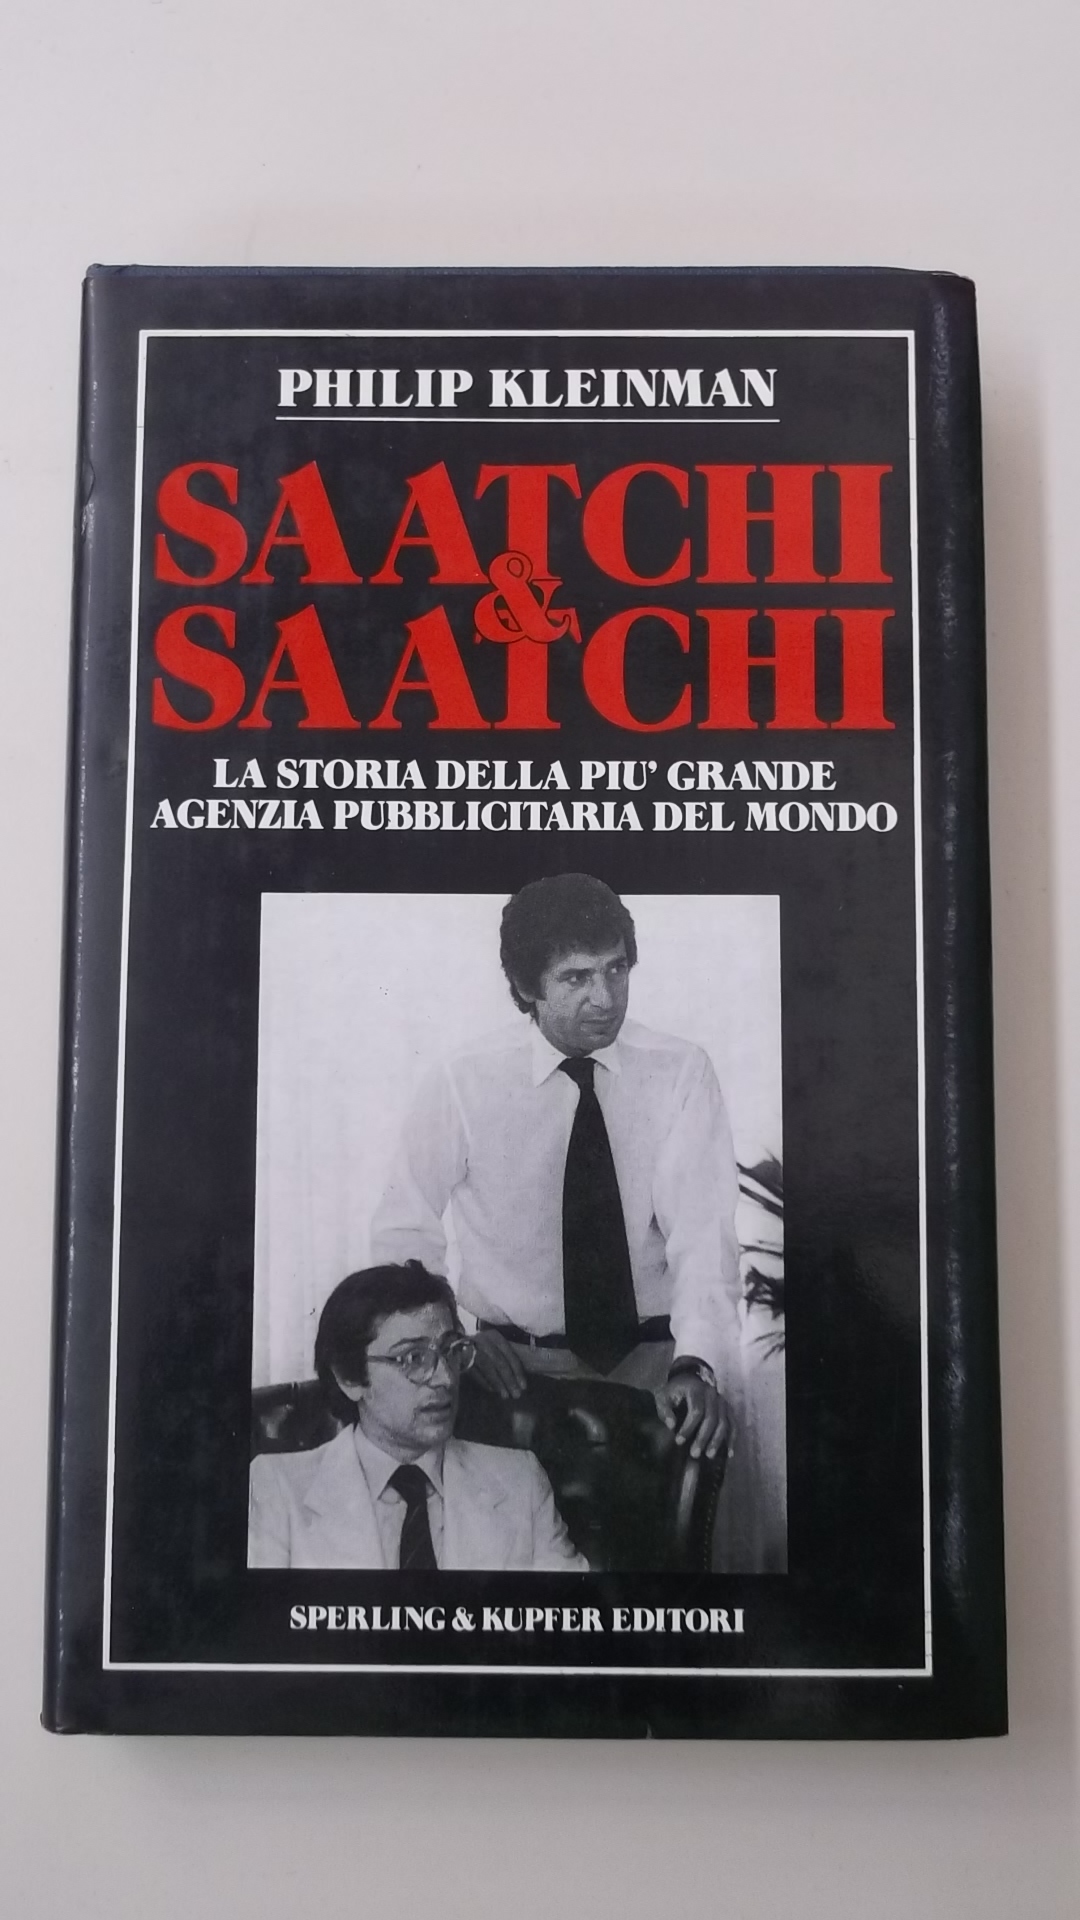 PHILIP KLEINMAN
SAATCHI
&
SAATCHI
LA STORIA DELLA PIU' GRANDE
AGENZIA PUBBLICITARIA DEL MONDO
SPERLING & KUPFER EDITORI